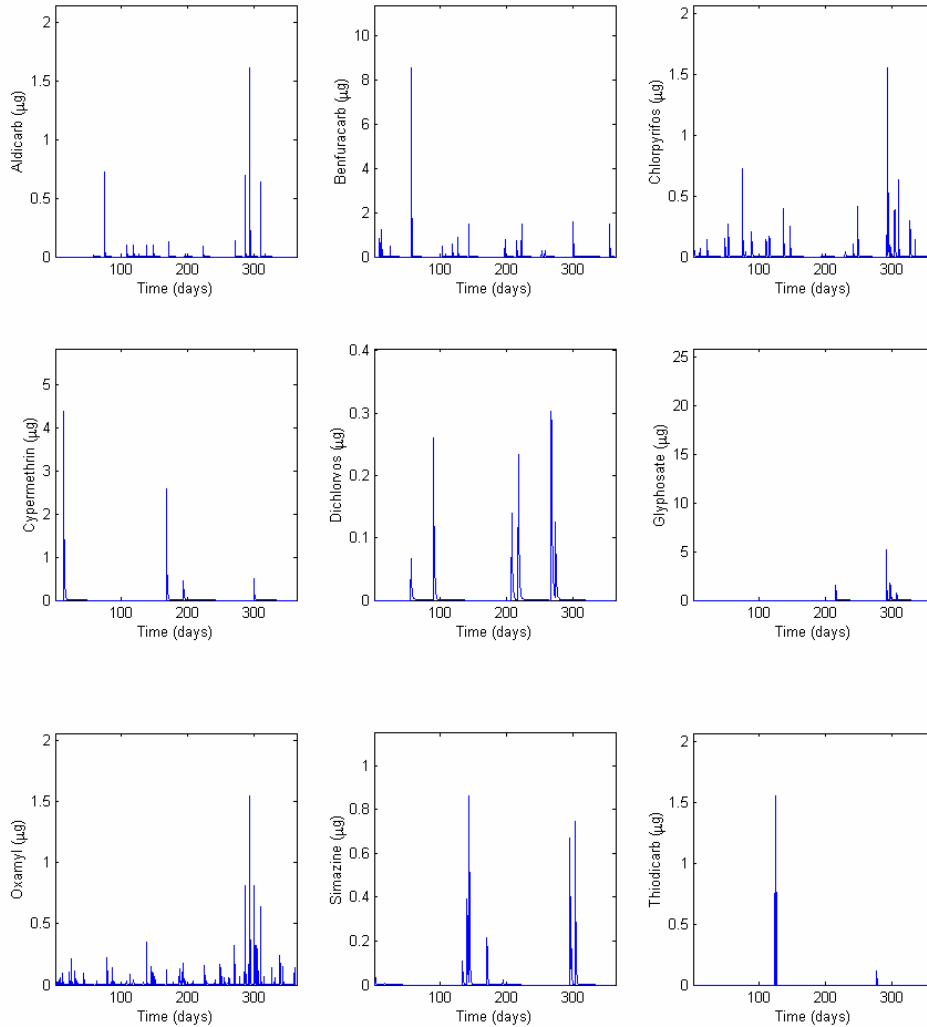 2
1.5
1
0.5
0
Aldicarb (µg)
100 200 300
Time (days)
10
8
6
4
2
0
Benfuracarb (µg)
100 200 300
Time (days)
2
1.5
1
0.5
0
Chlorpyrifos (µg)
100 200 300
Time (days)
5
4
3
2
1
0
Cypermethrin (µg)
100 200 300
Time (days)
0.4
0.3
0.2
0.1
0
Dichlorvos (µg)
100 200 300
Time (days)
25
20
15
10
5
0
Glyphosate (µg)
100 200 300
Time (days)
2
1.5
1
0.5
0
Oxamyl (µg)
100 200 300
Time (days)
1
0.8
0.6
0.4
0.2
0
Simazine (µg)
100 200 300
Time (days)
2
1.5
1
0.5
0
Thiodicarb (µg)
100 200 300
Time (days)